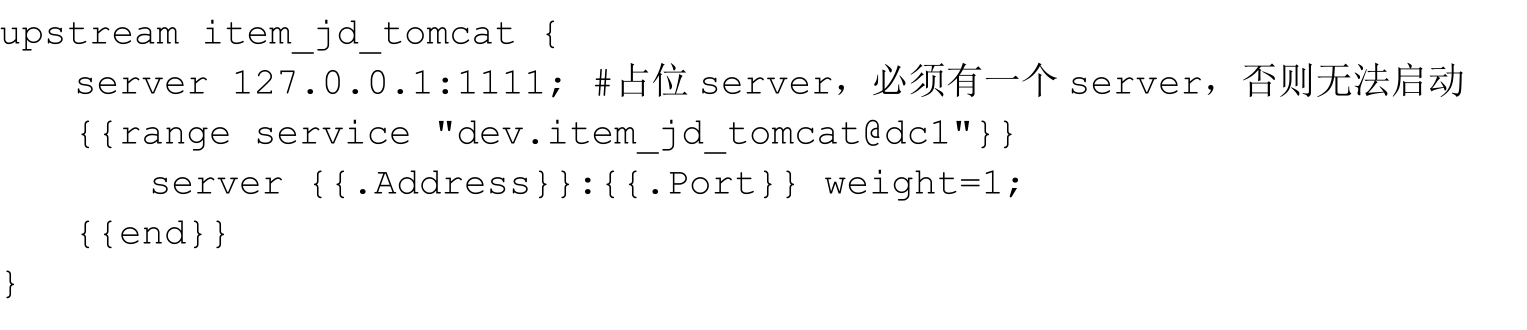 upstream item_jd_tomcat {
    server 127.0.0.1:1111; #占位 server，必须有一个 server，否则无法启动
    {{range service "dev.item_jd_tomcat@dc1"}}
        server {{.Address}}:{{.Port}} weight=1;
    {{end}}
}